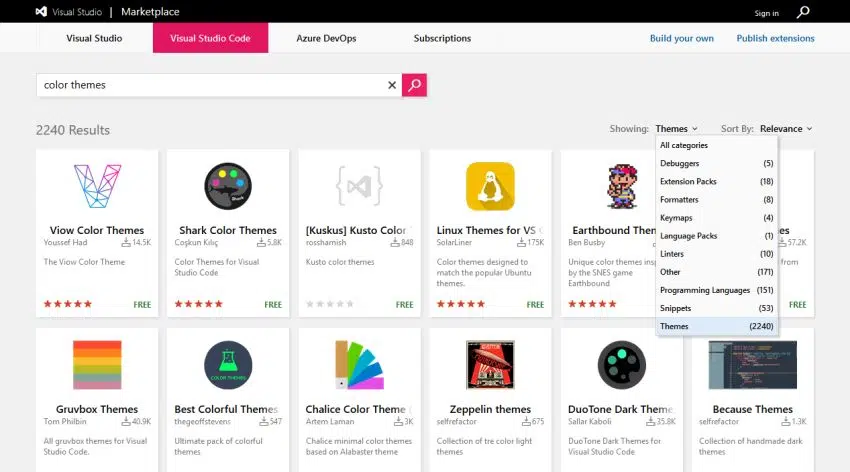 Visual Studio | Marketplace
Sign in
Visual Studio
Visual Studio Code
Azure DevOps
Subscriptions
Build your own
Publish extensions
color themes
2240 Results
Showing: Themes
Sort By: Relevance
All categories
Debuggers (5)
Extension Packs (18)
Formatters (8)
Keymaps (4)
Language Packs (1)
Linters (10)
Other (171)
Programming Languages (151)
Snippets (53)
Themes (2240)
Shark
Viow Color Themes
Youssef Had 14.5K
The Viow Color Theme
FREE
Shark Color Themes
Coşkun Kılıç 5.8K
Color Themes for Visual
Studio Code
FREE
[Kuskus] Kusto Color
rosshamish 848
Kusto color themes
FREE
Linux Themes for VS C
SolarLiner 175K
Color themes designed to
match the popular Ubuntu
themes.
FREE
Earthbound Them
Ben Busby
Unique color themes insp
by the SNES game
Earthbound
emes
57.2K
from
FREE
Gruvbox Themes
Tom Philbin 40.9K
All gruvbox themes for Visual
Studio Code.
COLOR THEMES
Best Colorful Themes
thegeoffstevens 547
Ultimate pack of colorful
themes
Chalice Color Theme (
Artem Laman 3K
Chalice minimal color themes
based on Alabaster theme
Zeppelin themes
selfrefactor 675
Collection of tre color light
themes
DuoTone Dark Themes
Sallar Kaboli 35.8K
DuoTone Dark Themes for
Visual Studio Code
Because Themes
selfrefactor 1.3K
Collection of handmade dark
themes